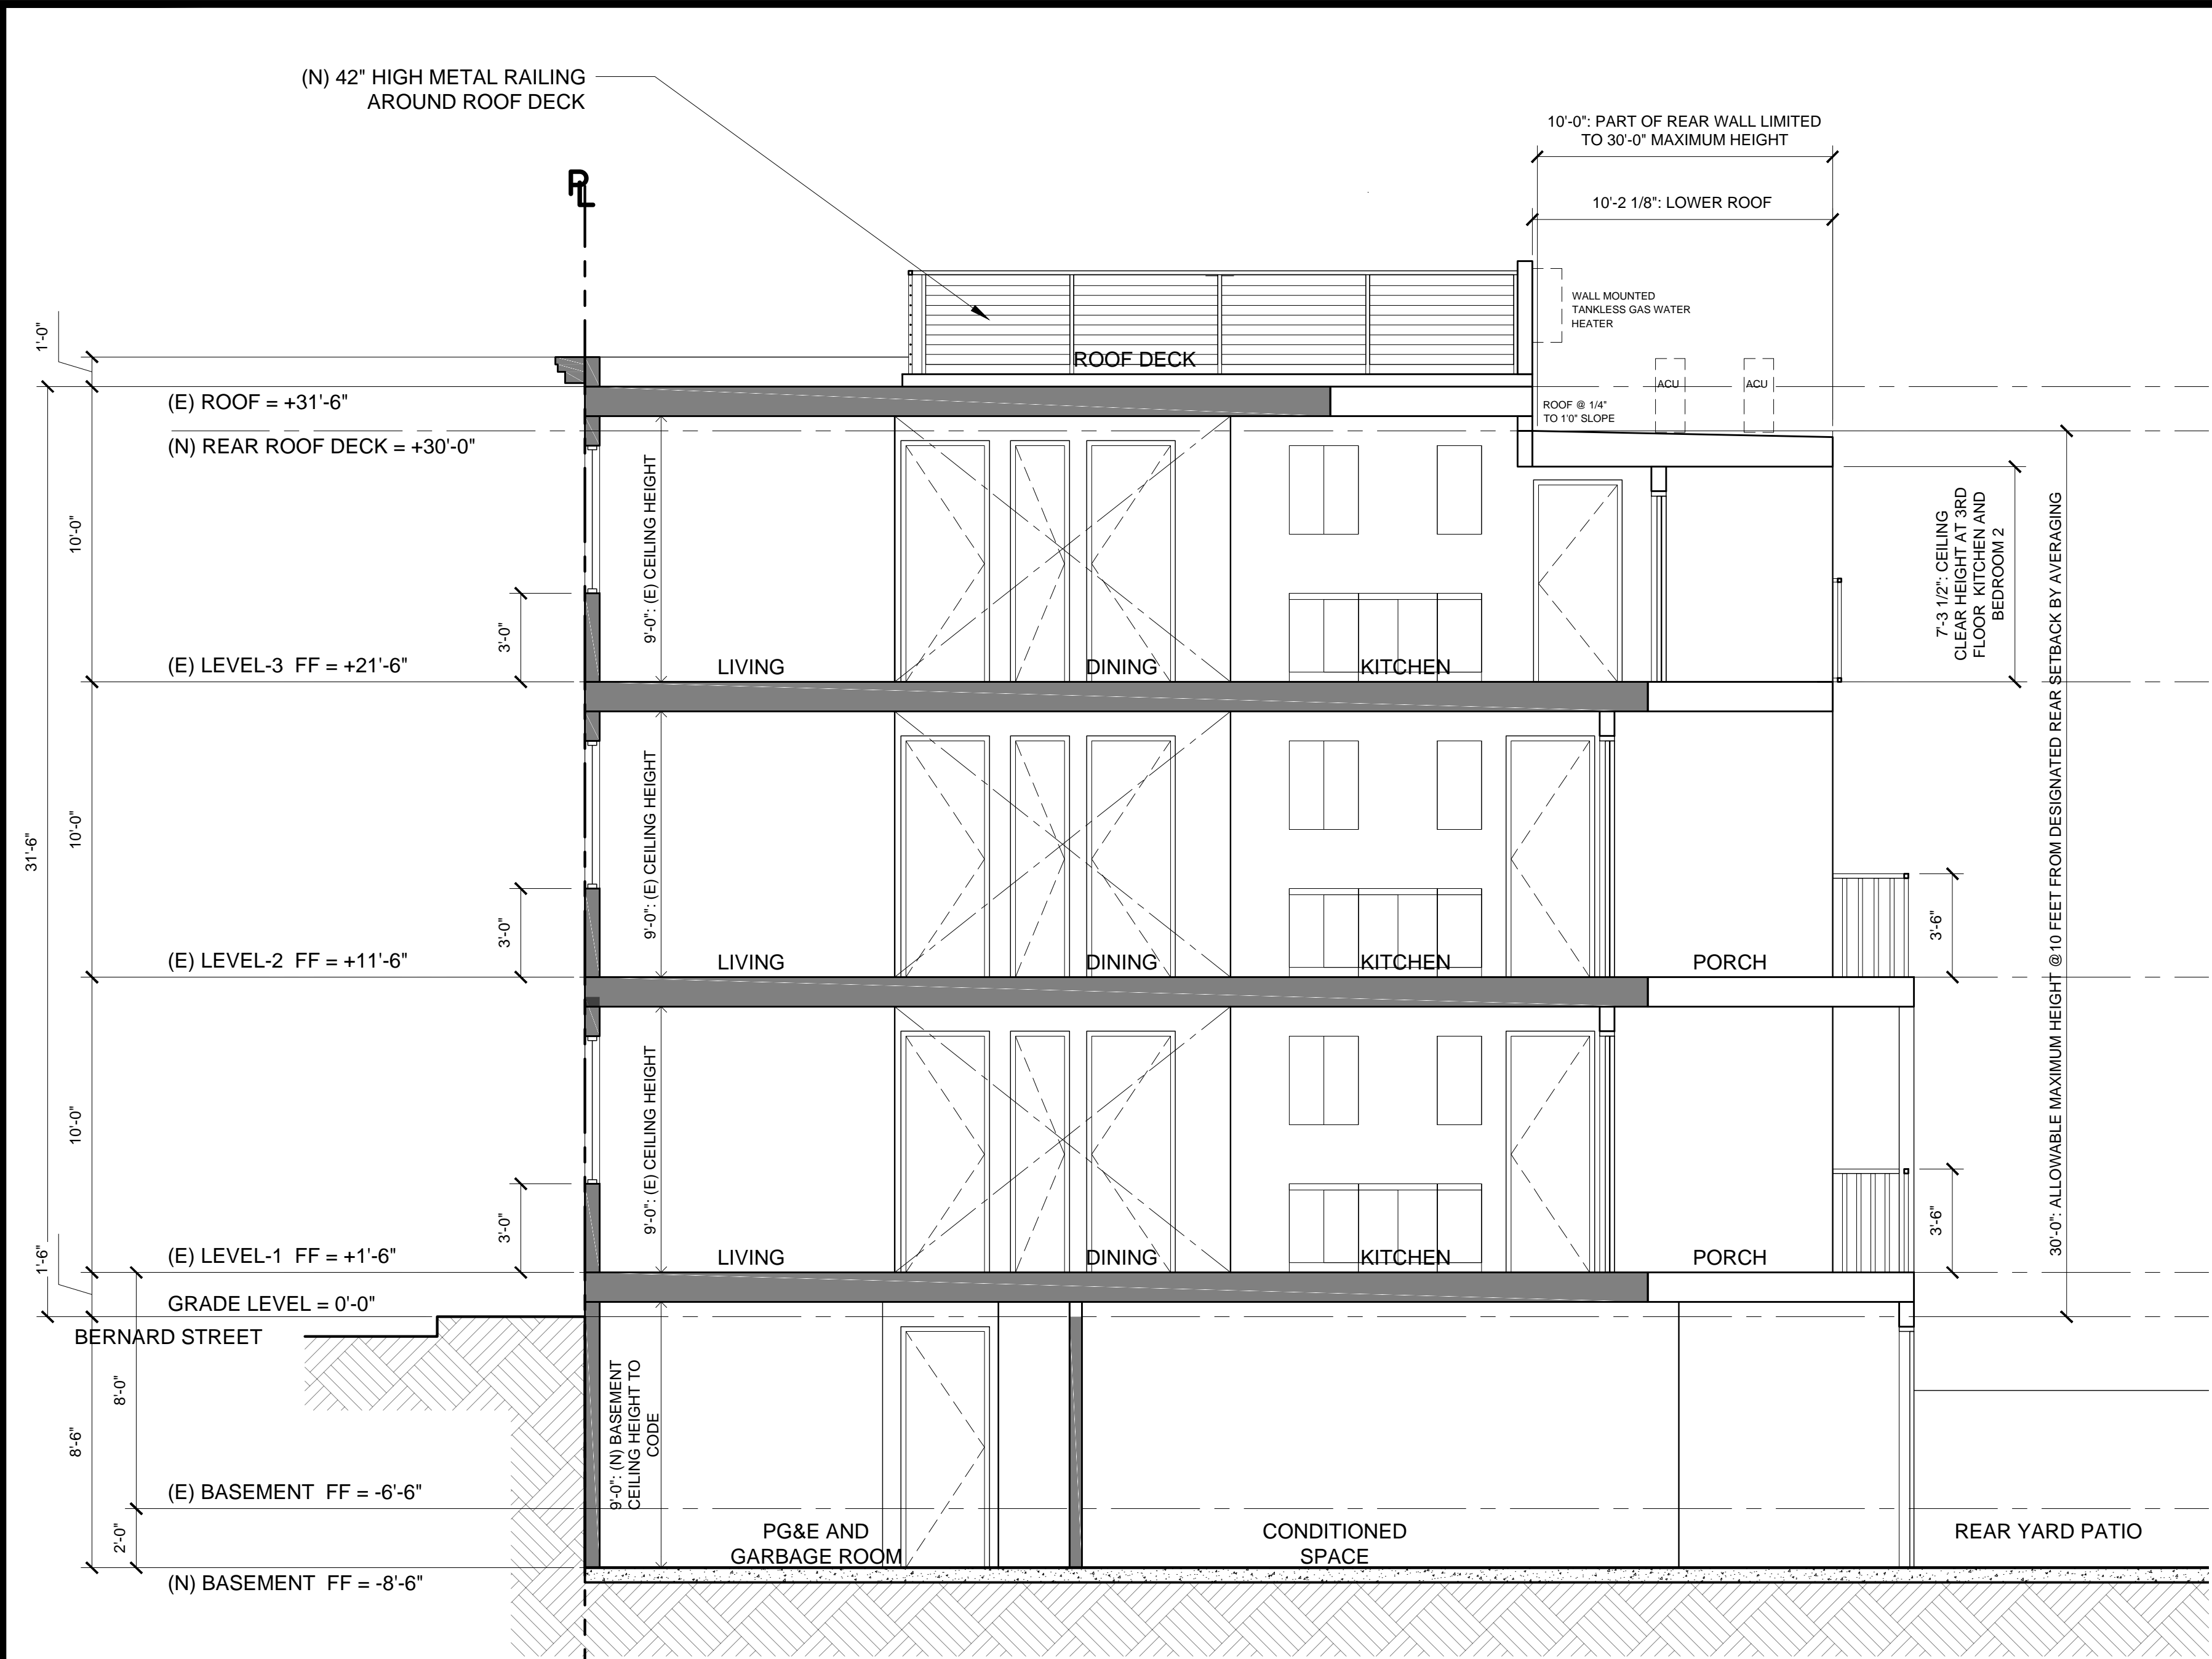 (N) 42" HIGH METAL RAILING
AROUND ROOF DECK
10'-0": PART OF REAR WALL LIMITED
TO 30'-0" MAXIMUM HEIGHT
PL
10'-2 1/8": LOWER ROOF
WALL MOUNTED
TANKLESS GAS WATER
HEATER
1'-0"
ROOF DECK
ACU
ACU
(E) ROOF = +31'-6"
ROOF @ 1/4"
TO 1'0" SLOPE
(N) REAR ROOF DECK = +30'-0"
10'-0"
9'-0": (E) CEILING HEIGHT
7'-3 1/2": CEILING
CLEAR HEIGHT AT 3RD
FLOOR KITCHEN AND
BEDROOM 2
30'-0": ALLOWABLE MAXIMUM HEIGHT @10 FEET FROM DESIGNATED REAR SETBACK BY AVERAGING
3'-0"
(E) LEVEL-3 FF = +21'-6"
LIVING
DINING
KITCHEN
31'-6"
10'-0"
9'-0": (E) CEILING HEIGHT
3'-0"
3'-6"
(E) LEVEL-2 FF = +11'-6"
LIVING
DINING
KITCHEN
PORCH
10'-0"
9'-0": (E) CEILING HEIGHT
3'-0"
3'-6"
1'-6"
(E) LEVEL-1 FF = +1'-6"
LIVING
DINING
KITCHEN
PORCH
GRADE LEVEL = 0'-0"
BERNARD STREET
8'-0"
8'-6"
9'-0": (N) BASEMENT
CEILING HEIGHT TO
CODE
(E) BASEMENT FF = -6'-6"
2'-0"
PG&E AND
GARBAGE ROOM
CONDITIONED
SPACE
REAR YARD PATIO
(N) BASEMENT FF = -8'-6"